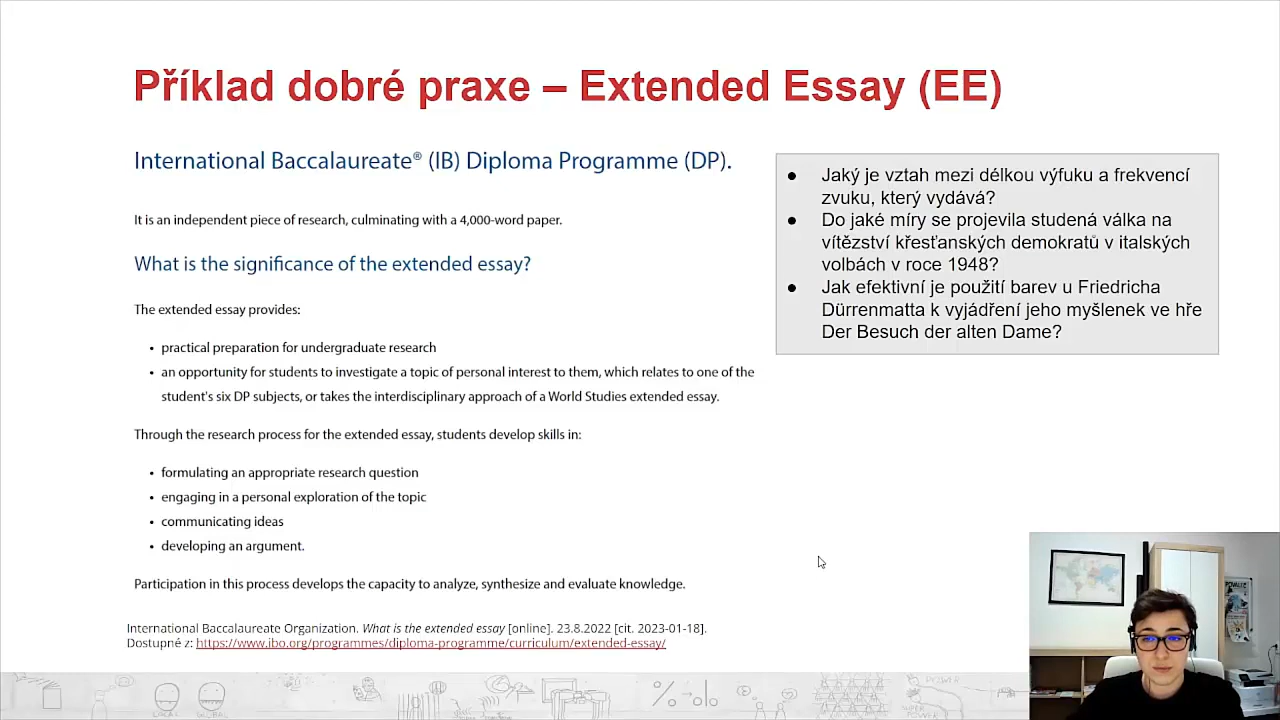 Příklad dobré praxe – Extended Essay (EE)
International Baccalaureate® (IB) Diploma Programme (DP).
It is an independent piece of research, culminating with a 4,000-word paper.
What is the significance of the extended essay?
The extended essay provides:
• practical preparation for undergraduate research
• an opportunity for students to investigate a topic of personal interest to them, which relates to one of the
student's six DP subjects, or takes the interdisciplinary approach of a World Studies extended essay.
Through the research process for the extended essay, students develop skills in:
• formulating an appropriate research question
• engaging in a personal exploration of the topic
• communicating ideas
• developing an argument.
Participation in this process develops the capacity to analyze, synthesize and evaluate knowledge.
International Baccalaureate Organization. What is the extended essay [online]. 23.8.2022 [cit. 2023-01-18].
Dostupné z: https://www.ibo.org/programmes/diploma-programme/curriculum/extended-essay/
● Jaký je vztah mezi délkou výfuku a frekvencí
zvuku, který vydává?
● Do jaké míry se projevila studená válka na
vítězství křesťanských demokratů v italských
volbách v roce 1948?
● Jak efektivní je použití barev u Friedricha
Dürrenmatta k vyjádření jeho myšlenek ve hře
Der Besuch der alten Dame?
LOCAL
GLOBAL
POWER